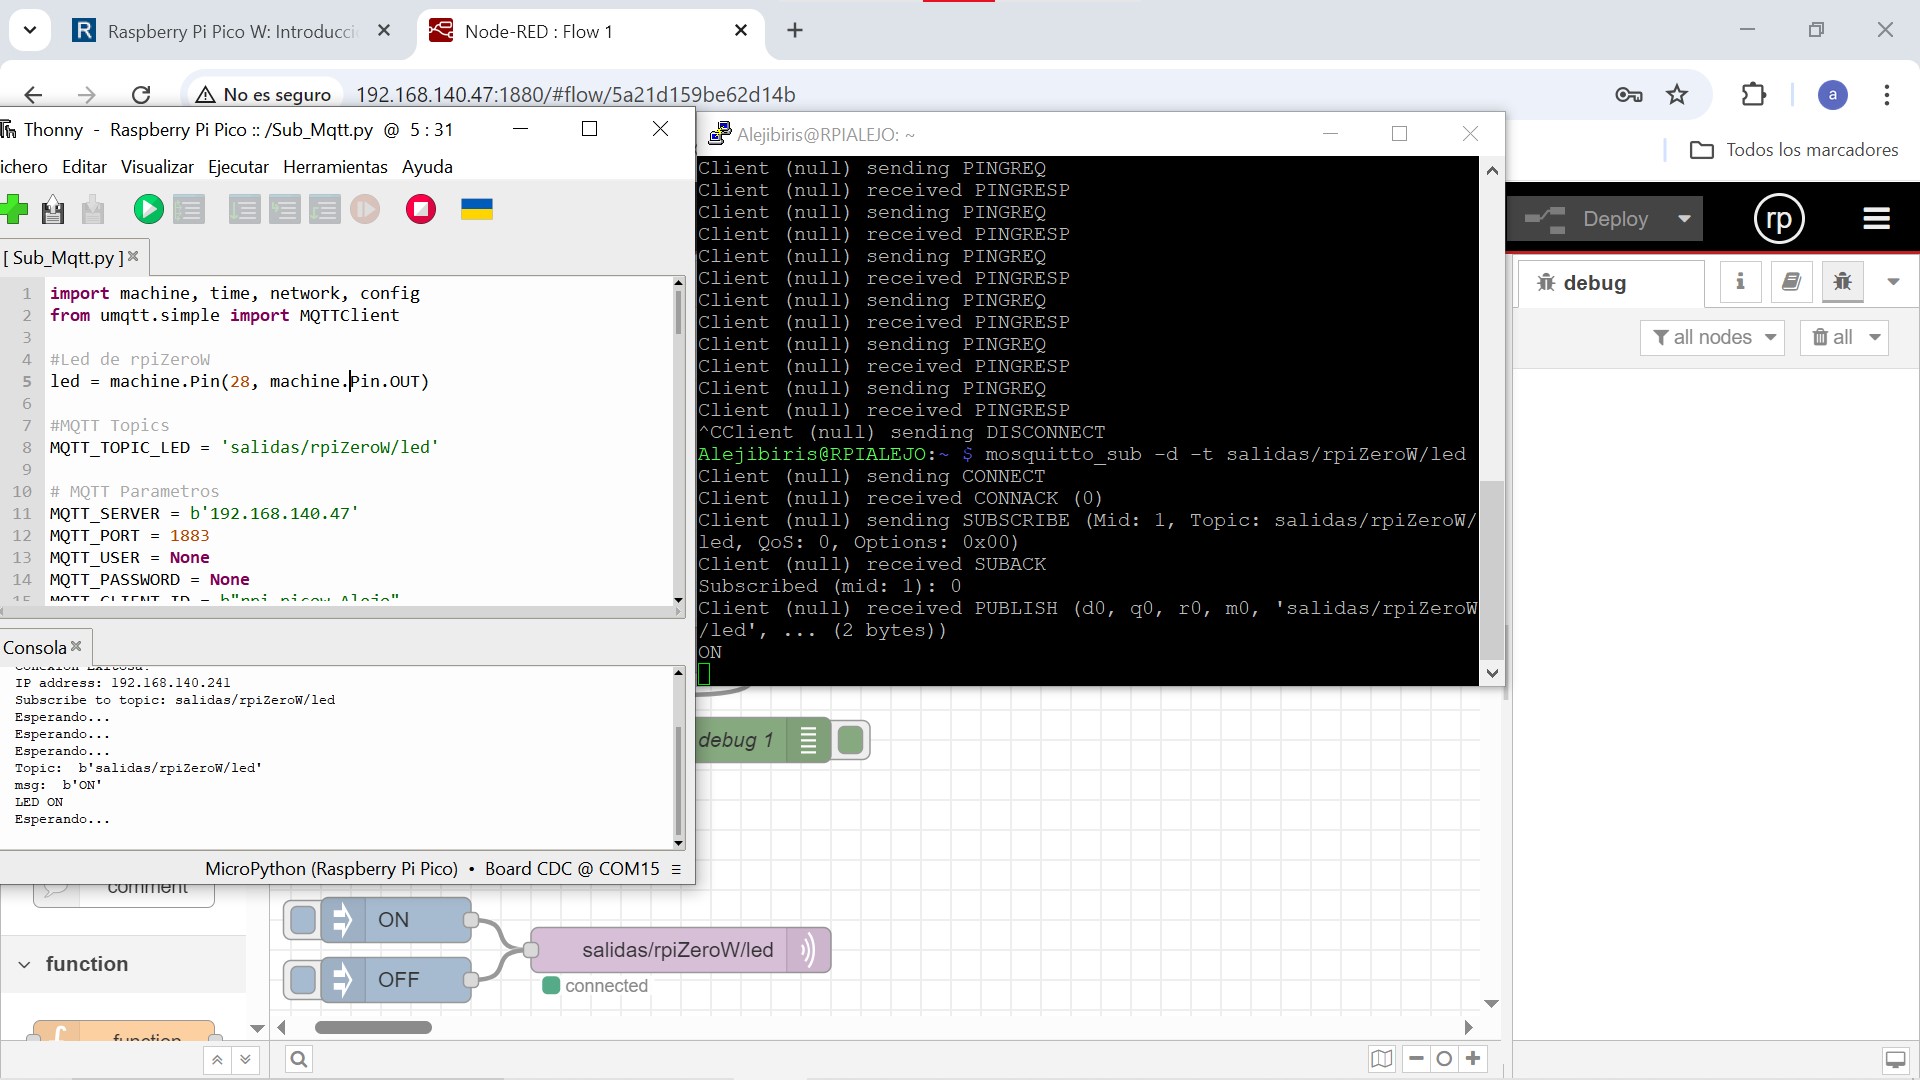 Raspberry Pi Pico W: Introducci
Node-RED : Flow 1
No es seguro
192.168.140.47:1880/#flow/5a21d159be62d14b
a
Todos los marcadores
Thonny - Raspberry Pi Pico :: /Sub_Mqtt.py @ 5 : 31
ichero Editar Visualizar Ejecutar Herramientas Ayuda
[ Sub_Mqtt.py ]
1 import machine, time, network, config
2 from umqtt.simple import MQTTClient
3
4 #Led de rpiZeroW
5 led = machine.Pin(28, machine.Pin.OUT)
6
7 #MQTT Topics
8 MQTT_TOPIC_LED = 'salidas/rpiZeroW/led'
9
10 # MQTT Parametros
11 MQTT_SERVER = b'192.168.140.47'
12 MQTT_PORT = 1883
13 MQTT_USER = None
14 MQTT_PASSWORD = None
15 MQTT_CLIENT_ID = b"rpi_picow_Alejo"
Consola
Conexion Exitosa!
IP address: 192.168.140.241
Subscribe to topic: salidas/rpiZeroW/led
Esperando...
Esperando...
Esperando...
Topic:  b'salidas/rpiZeroW/led'
msg:  b'ON'
LED ON
Esperando...
MicroPython (Raspberry Pi Pico) • Board CDC @ COM15 ≡
Alejibiris@RPIALEJO: ~
Client (null) sending PINGREQ
Client (null) received PINGRESP
Client (null) sending PINGREQ
Client (null) received PINGRESP
Client (null) sending PINGREQ
Client (null) received PINGRESP
Client (null) sending PINGREQ
Client (null) received PINGRESP
Client (null) sending PINGREQ
Client (null) received PINGRESP
Client (null) sending PINGREQ
Client (null) received PINGRESP
^CClient (null) sending DISCONNECT
Alejibiris@RPIALEJO:~ $ mosquitto_sub -d -t salidas/rpiZeroW/led
Client (null) sending CONNECT
Client (null) received CONNACK (0)
Client (null) sending SUBSCRIBE (Mid: 1, Topic: salidas/rpiZeroW/
led, QoS: 0, Options: 0x00)
Client (null) received SUBACK
Subscribed (mid: 1): 0
Client (null) received PUBLISH (d0, q0, r0, m0, 'salidas/rpiZeroW
/led', ... (2 bytes))
ON
Deploy
rp
debug
i
all nodes
all
debug 1
comment
function
function
ON
OFF
salidas/rpiZeroW/led
connected